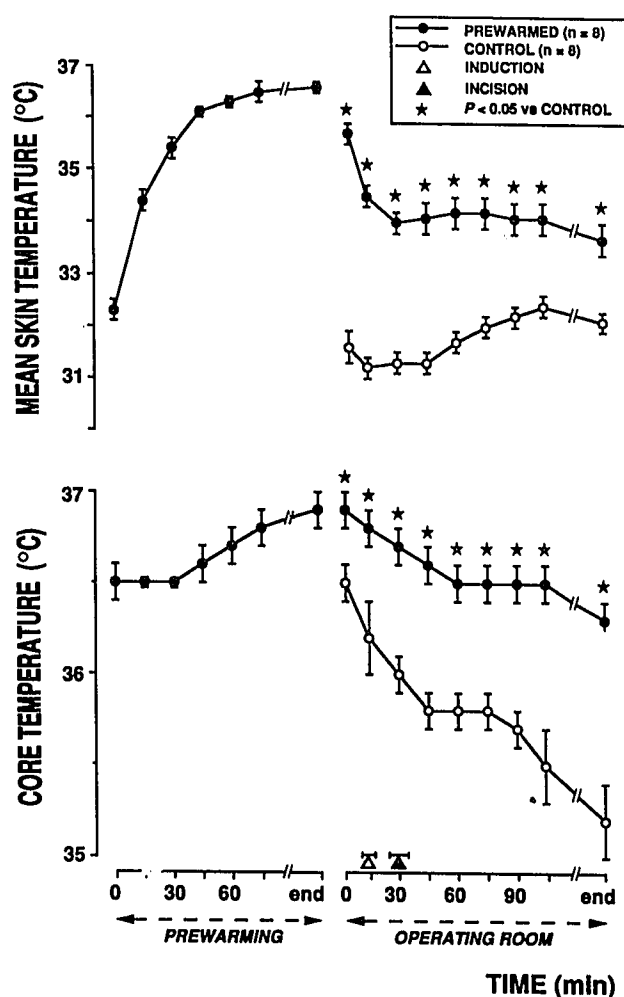 PREWARMED (n = 8)
CONTROL (n = 8)
INDUCTION
INCISION
P < 0.05 vs CONTROL
MEAN SKIN TEMPERATURE (°C)
37
35
33
31
CORE TEMPERATURE (°C)
37
36
35
0 30 60 end 0 30 60 90 end
PREWARMING OPERATING ROOM
TIME (min)